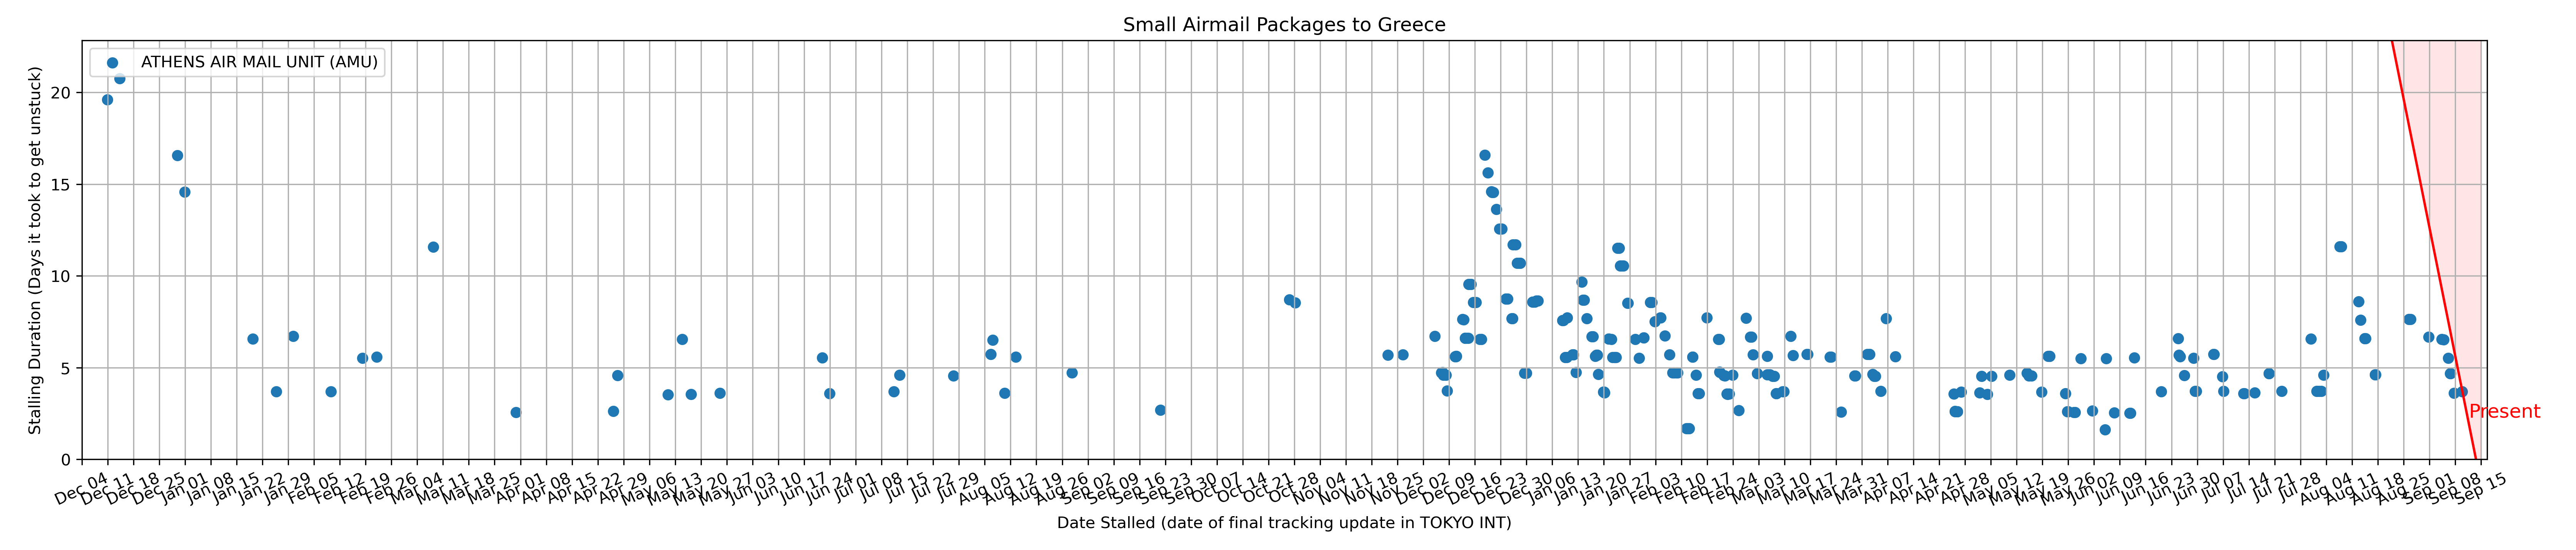 Small Airmail Packages to Greece
ATHENS AIR MAIL UNIT (AMU)
Stalling Duration (Days it took to get unstuck)
20
15
10
5
0
Present
Dec 04
Dec 11
Dec 18
Dec 25
Jan 01
Jan 08
Jan 15
Jan 22
Jan 29
Feb 05
Feb 12
Feb 19
Feb 26
Mar 04
Mar 11
Mar 18
Mar 25
Apr 01
Apr 08
Apr 15
Apr 22
Apr 29
May 06
May 13
May 20
May 27
Jun 03
Jun 10
Jun 17
Jun 24
Jul 01
Jul 08
Jul 15
Jul 22
Jul 29
Aug 05
Aug 12
Aug 19
Aug 26
Sep 02
Sep 09
Sep 16
Sep 23
Sep 30
Oct 07
Oct 14
Oct 21
Oct 28
Nov 04
Nov 11
Nov 18
Nov 25
Dec 02
Dec 09
Dec 16
Dec 23
Dec 30
Jan 06
Jan 13
Jan 20
Jan 27
Feb 03
Feb 10
Feb 17
Feb 24
Mar 03
Mar 10
Mar 17
Mar 24
Mar 31
Apr 07
Apr 14
Apr 21
Apr 28
May 05
May 12
May 19
May 26
Jun 02
Jun 09
Jun 16
Jun 23
Jun 30
Jul 07
Jul 14
Jul 21
Jul 28
Aug 04
Aug 11
Aug 18
Aug 25
Sep 01
Sep 08
Sep 15
Date Stalled (date of final tracking update in TOKYO INT)